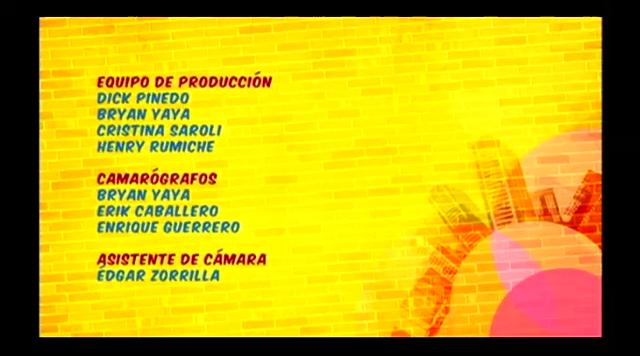 EQUIPO DE PRODUCCIÓN
DICK PINEDO
BRYAN YAYA
CRISTINA SAROLI
HENRY RUMICHE
CAMARÓGRAFOS
BRYAN YAYA
ERIK CABALLERO
ENRIQUE GUERRERO
ASISTENTE DE CÁMARA
ÉDGAR ZORRILLA